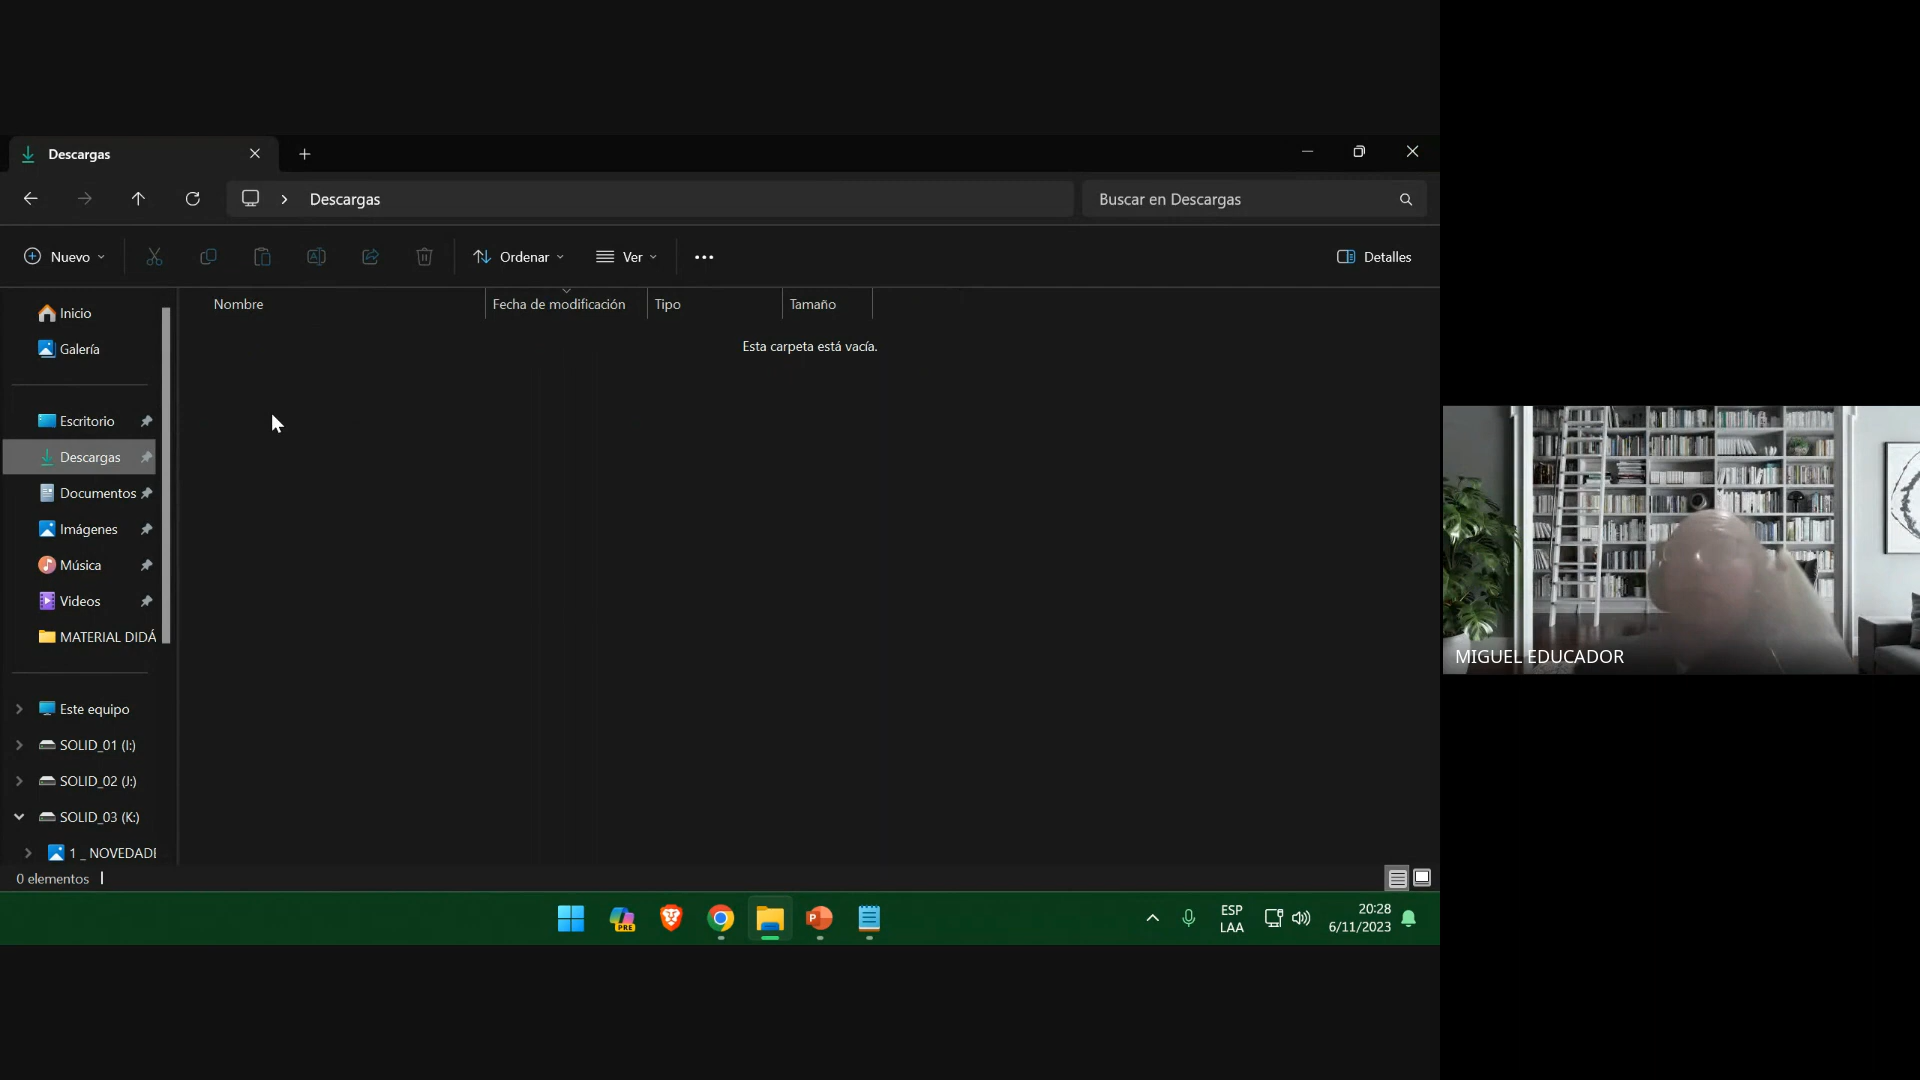 Descargas
Descargas
Buscar en Descargas
Nuevo
Ordenar
Ver
Detalles
Nombre
Fecha de modificación
Tipo
Tamaño
Esta carpeta está vacía.
Inicio
Galería
Escritorio
Descargas
Documentos
Imágenes
Música
Videos
MATERIAL DIDÁ
Este equipo
SOLID_01 (I:)
SOLID_02 (J:)
SOLID_03 (K:)
1 _ NOVEDADE
0 elementos
PRE
P
ESP
LAA
20:28
6/11/2023
MIGUEL EDUCADOR